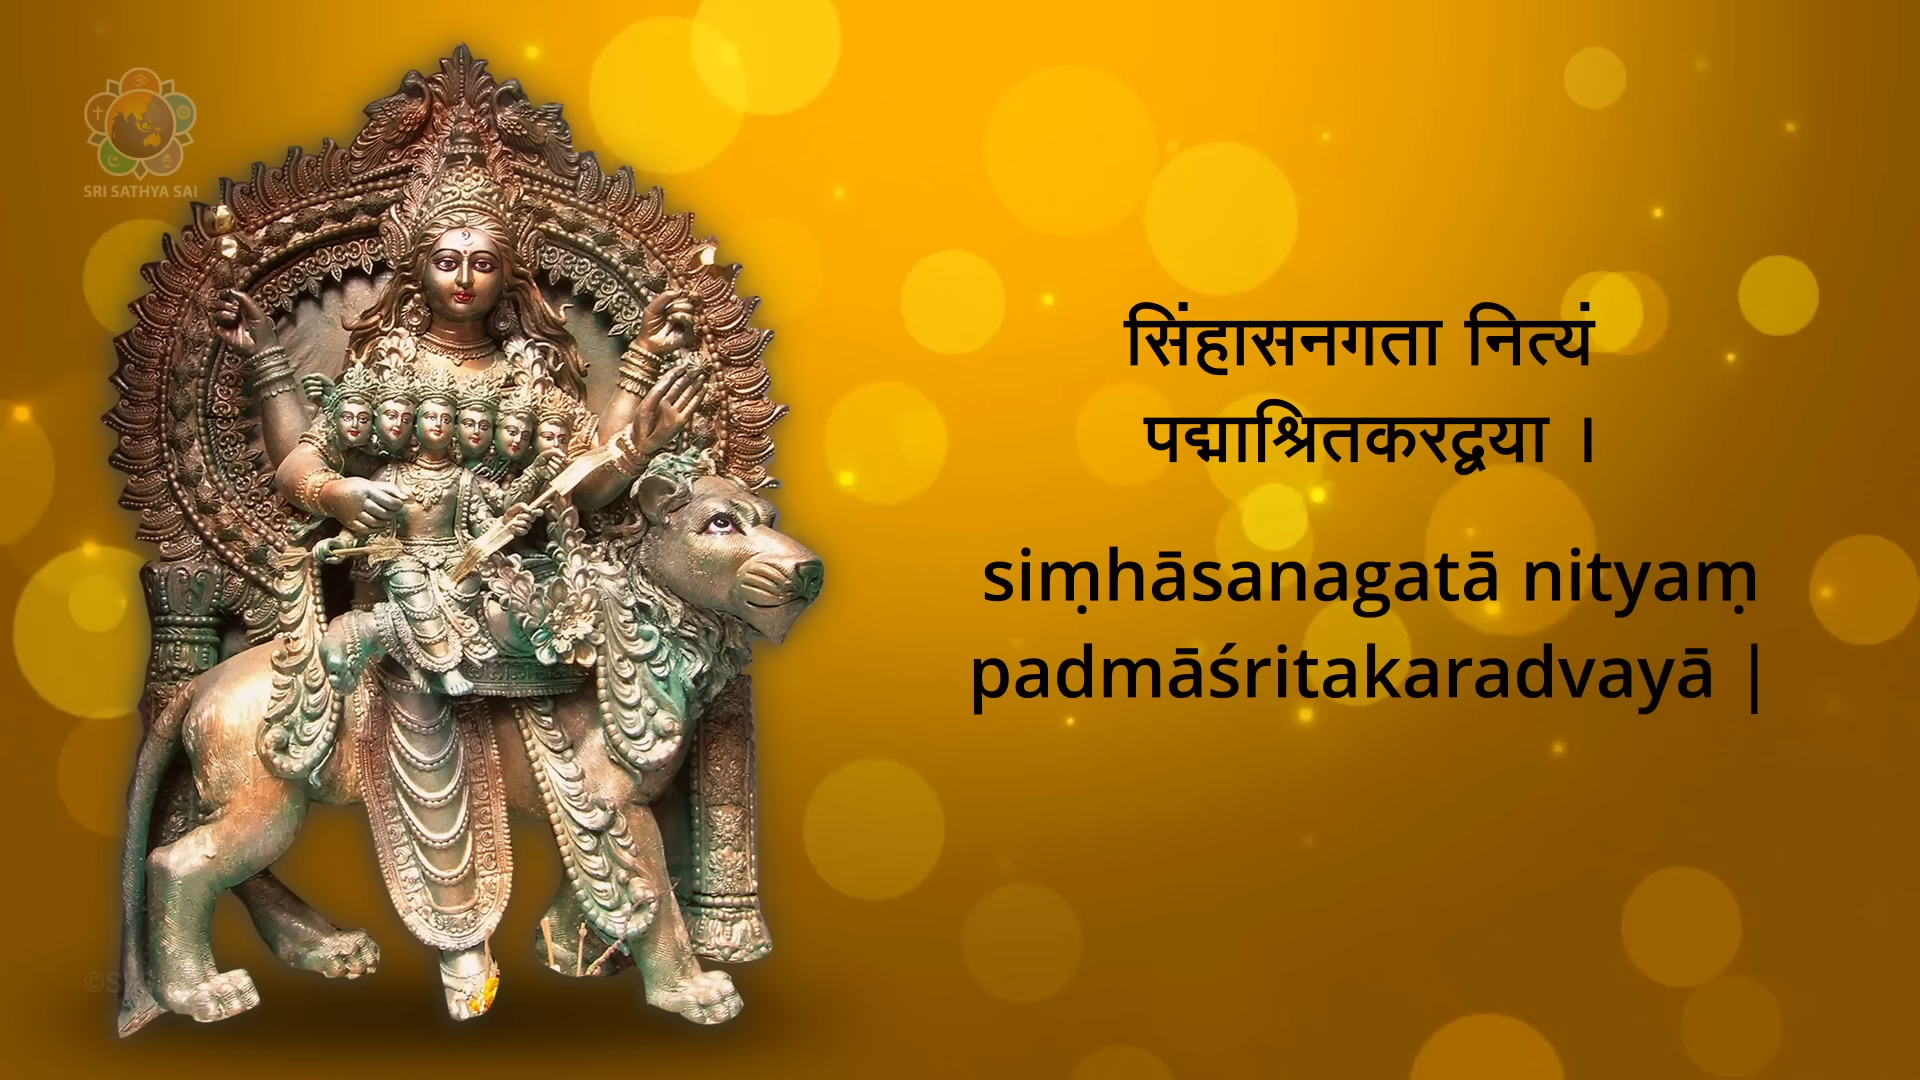 SRI SATHYA SAI
सिंहासनगता नित्यं
पद्माश्रितकरद्वया ।
siṃhāsanagatā nityaṃ
padmāśritakaradvayā |